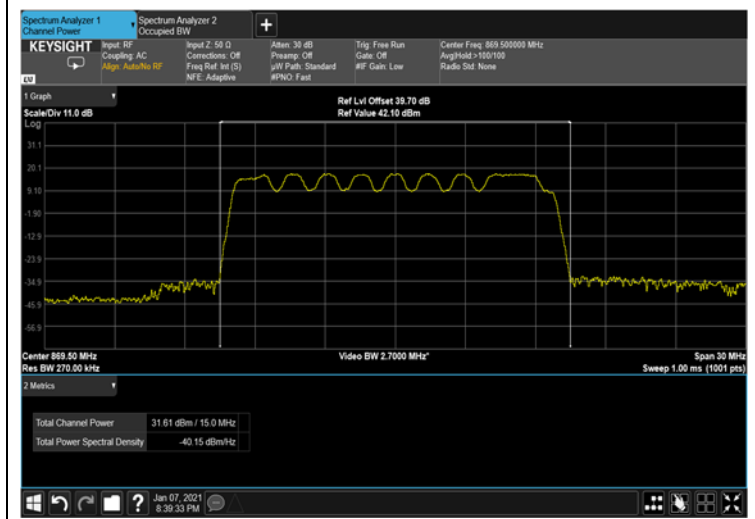 Spectrum Analyzer 1
Channel Power
Spectrum Analyzer 2
Occupied BW
+
KEYSIGHT
Input: RF
Coupling: AC
Align: Auto/No RF
Input Z: 50 Ω
Corrections: Off
Freq Ref: Int (S)
NFE: Adaptive
Atten: 30 dB
Preamp: Off
µW Path: Standard
#PNO: Fast
Trig: Free Run
Gate: Off
#IF Gain: Low
Center Freq: 869.500000 MHz
Avg|Hold:>100/100
Radio Std: None
1 Graph
Scale/Div 11.0 dB
Ref Lvl Offset 39.70 dB
Ref Value 42.10 dBm
Log
31.1
20.1
9.10
-1.90
-12.9
-23.9
-34.9
-45.9
-56.9
Center 869.50 MHz
Res BW 270.00 kHz
Video BW 2.7000 MHz*
Span 30 MHz
Sweep 1.00 ms (1001 pts)
2 Metrics
Total Channel Power 31.61 dBm / 15.0 MHz
Total Power Spectral Density -40.15 dBm/Hz
?
Jan 07, 2021
8:39:33 PM